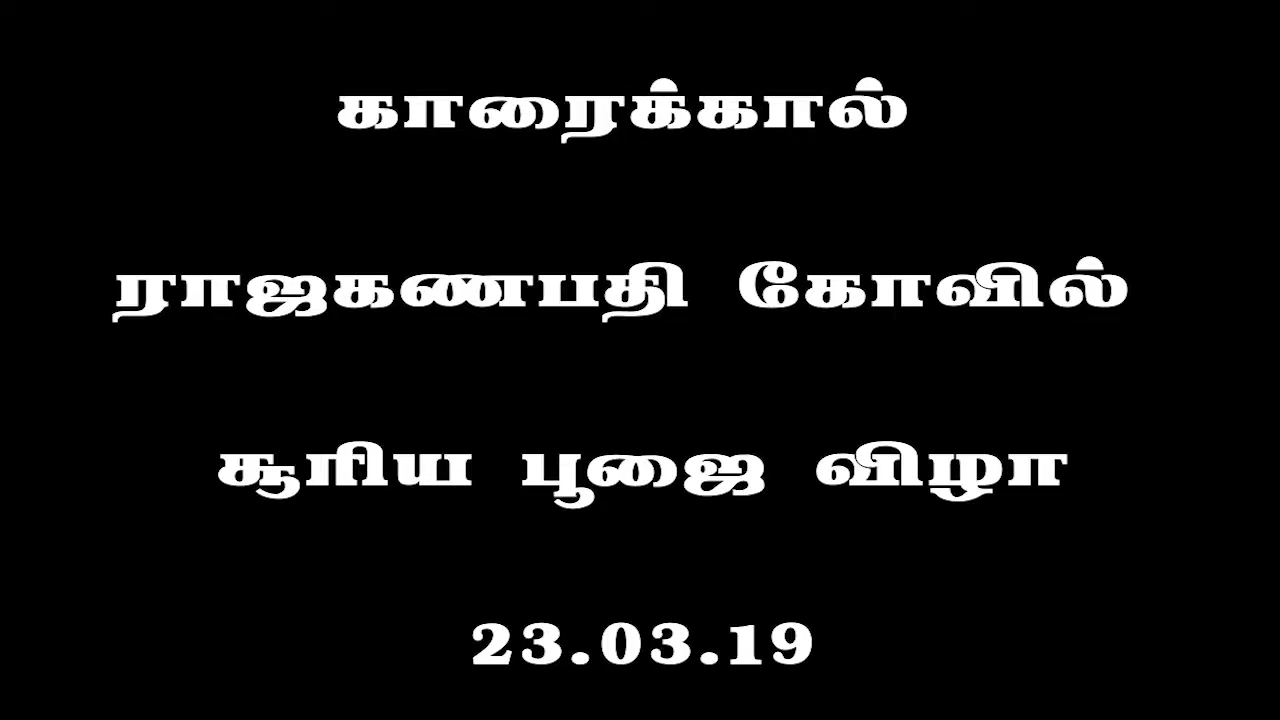 காரைக்கால்
ராஜகணபதி கோவில்
சூரிய பூஜை விழா
23.03.19